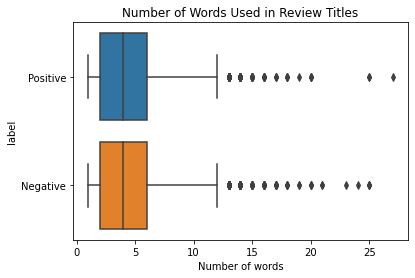 Number of Words Used in Review Titles
Positive
Negative
label
0 5 10 15 20 25
Number of words